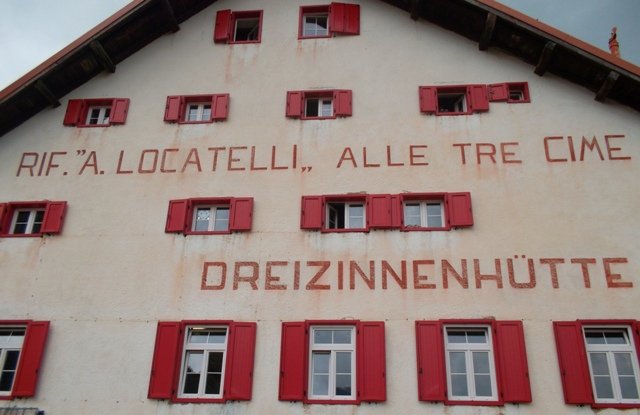 RIF. "A. LOCATELLI„ ALLE TRE CIME
DREIZINNENHÜTTE